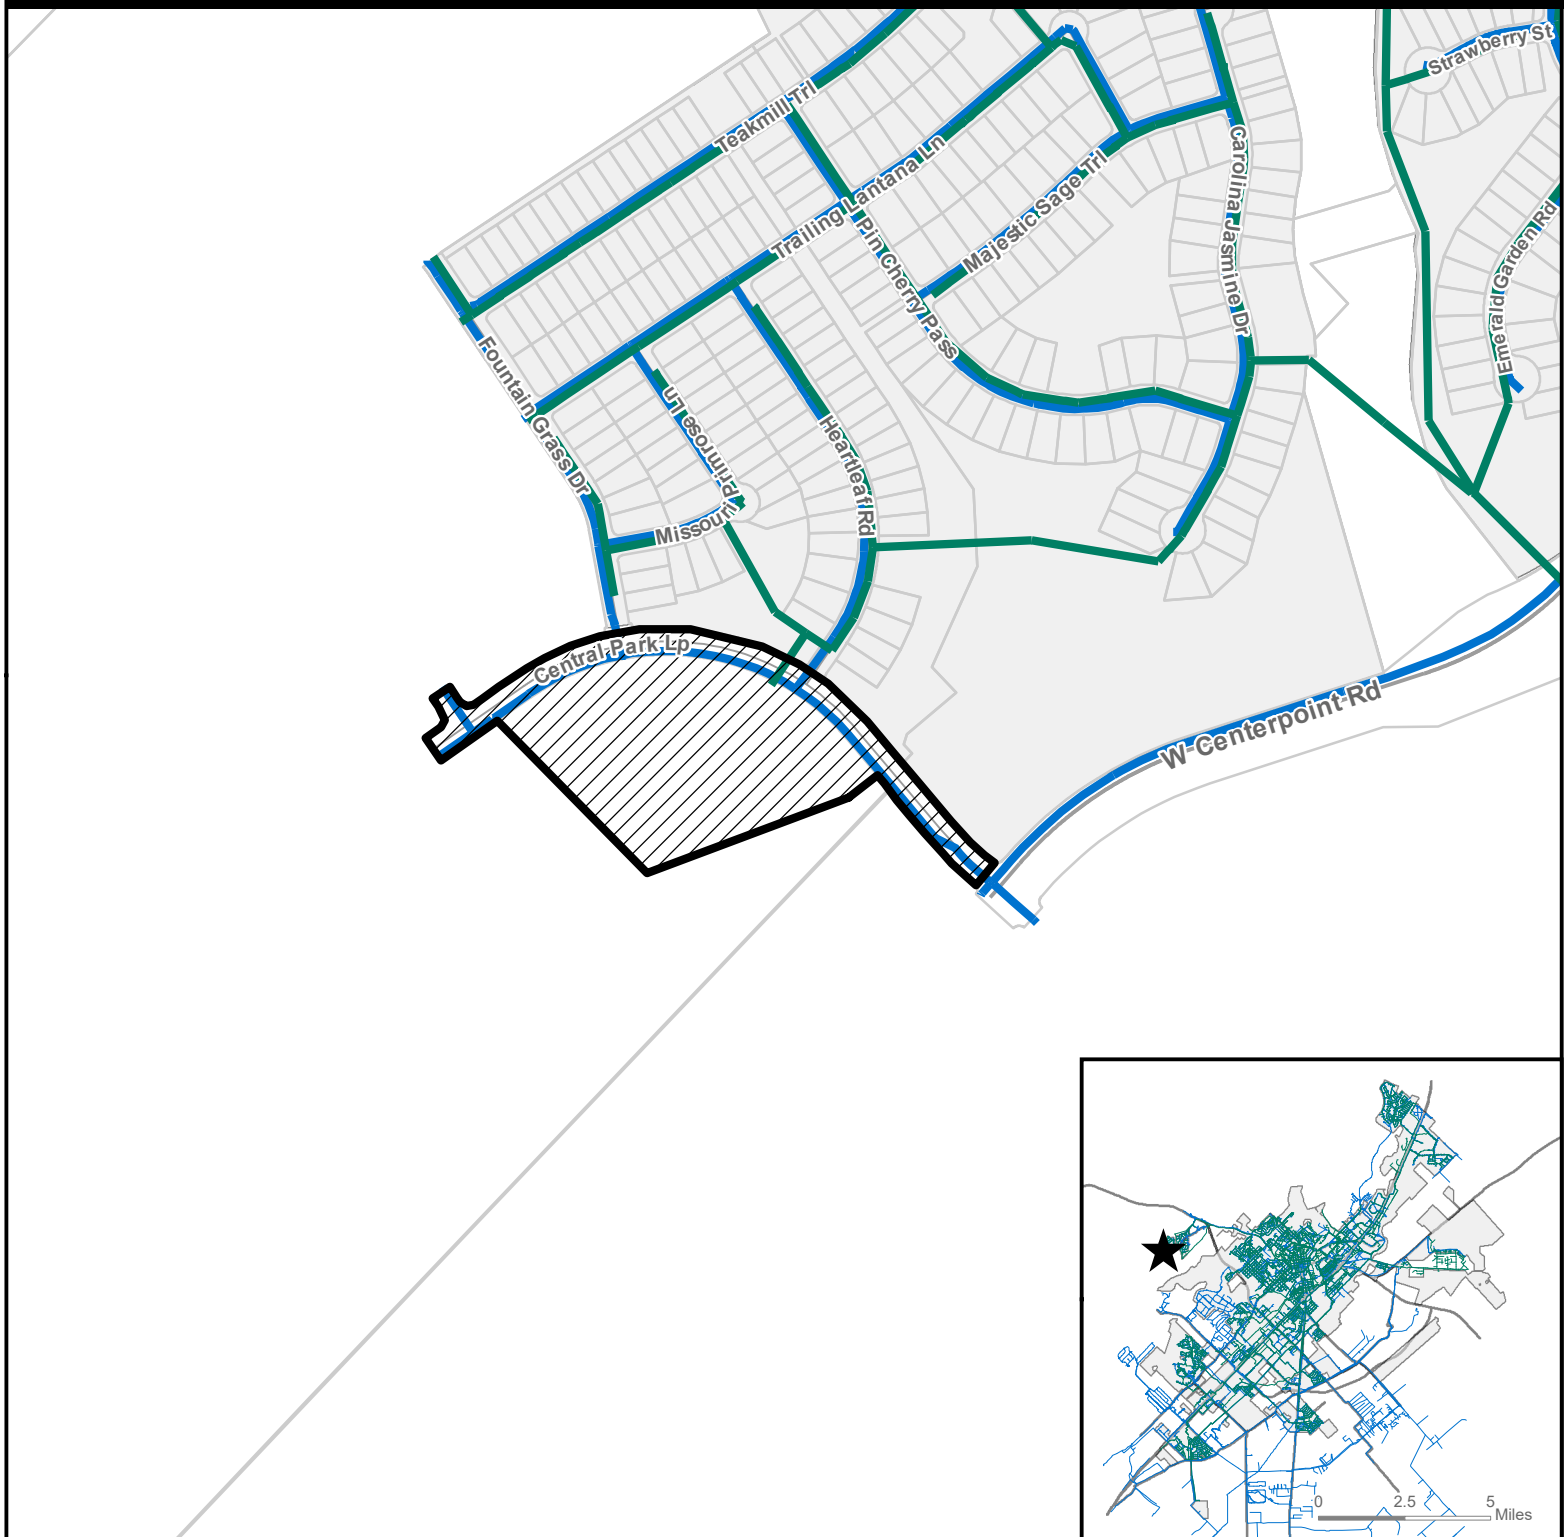 Strawberry St
Teakmill Trl
Trailing Lantana Ln
Majestic Sage Trl
Carolina Jasmine Dr
Emerald Garden Rd
Pin Cherry Pass
Fountain Grass Dr
Primrose Ln
Missouri
Heartleaf Rd
Central Park Lp
W Centerpoint Rd
0 2.5 5
Miles